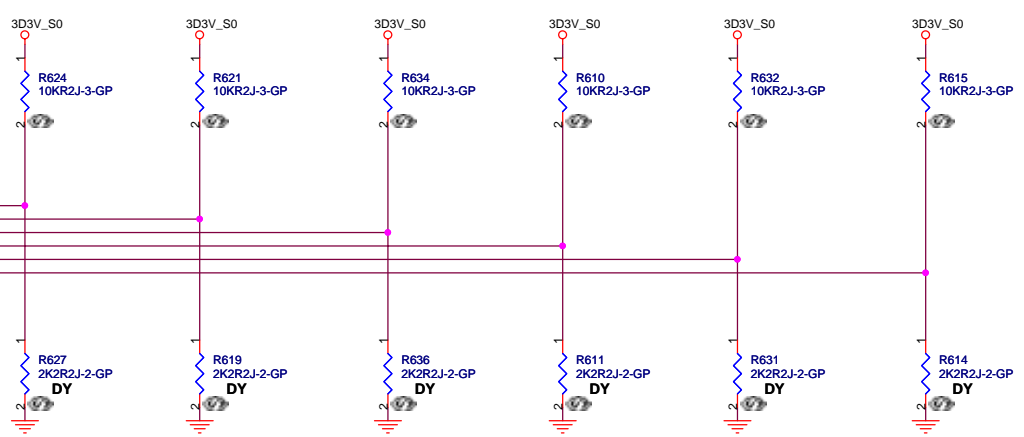 3D3V_S0 3D3V_S0 3D3V_S0 3D3V_S0 3D3V_S0 3D3V_S0
1 1 1 1 1 1
R624 R621 R634 R610 R632 R615
10KR2J-3-GP 10KR2J-3-GP 10KR2J-3-GP 10KR2J-3-GP 10KR2J-3-GP 10KR2J-3-GP
2 2 2 2 2 2
1 1 1 1 1 1
R627 R619 R636 R611 R631 R614
2K2R2J-2-GP 2K2R2J-2-GP 2K2R2J-2-GP 2K2R2J-2-GP 2K2R2J-2-GP 2K2R2J-2-GP
DY DY DY DY DY DY
2 2 2 2 2 2